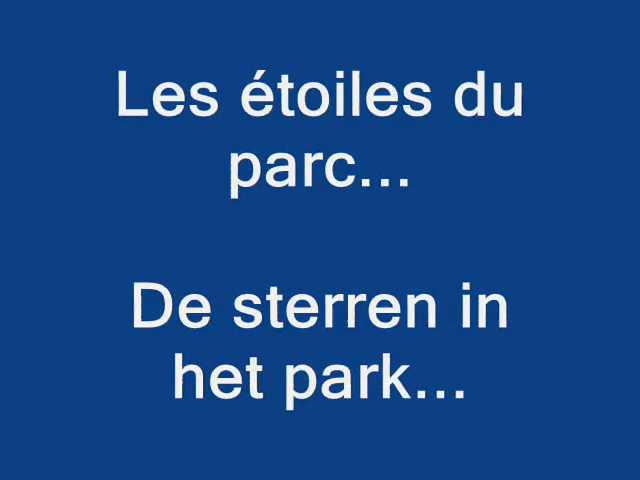 Les étoiles du
parc...
De sterren in
het park...